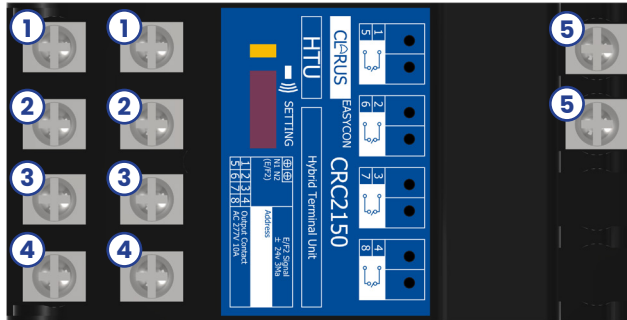 1 1 5
2 2 5
3 3
4 4
1 2 3 4
5 6 7 8
CLARUS EASYCON CRC2150
HTU Hybrid Terminal Unit
SETTING
N1 N2 E/F2 Signal
(E/F2) ± 24v 3Ma
Address
1 2 3 4 Output Contact
5 6 7 8 AC 277V 10A